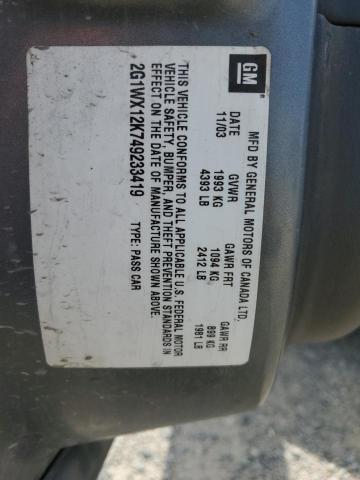 GM
MFD BY GENERAL MOTORS OF CANADA LTD.
DATE GVWR GAWR FRT GAWR RR
11/03 1993 KG 1094 KG 899 KG
4393 LB 2412 LB 1981 LB
THIS VEHICLE CONFORMS TO ALL APPLICABLE U.S. FEDERAL MOTOR
VEHICLE SAFETY, BUMPER, AND THEFT PREVENTION STANDARDS IN
EFFECT ON THE DATE OF MANUFACTURE SHOWN ABOVE.
2G1WX12K749233419 TYPE: PASS CAR